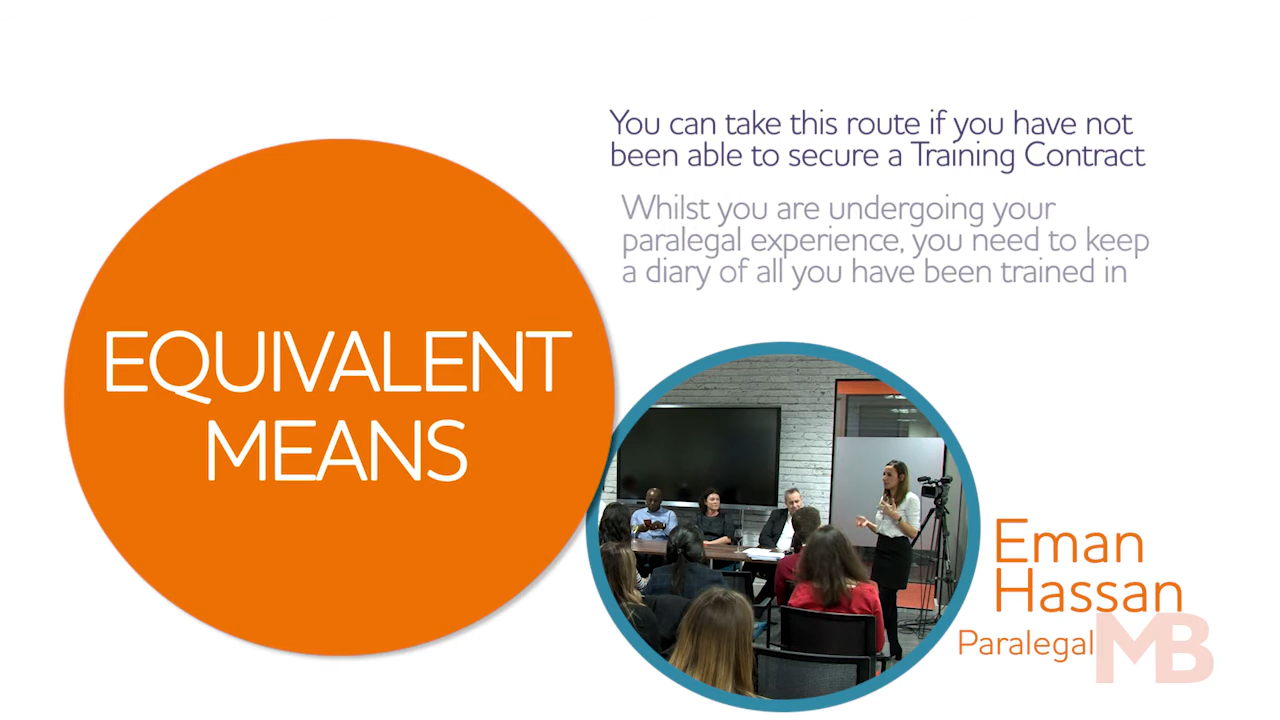 You can take this route if you have not
been able to secure a Training Contract
Whilst you are undergoing your
paralegal experience, you need to keep
a diary of all you have been trained in
EQUIVALENT
MEANS
Eman
Hassan
Paralegal
MB